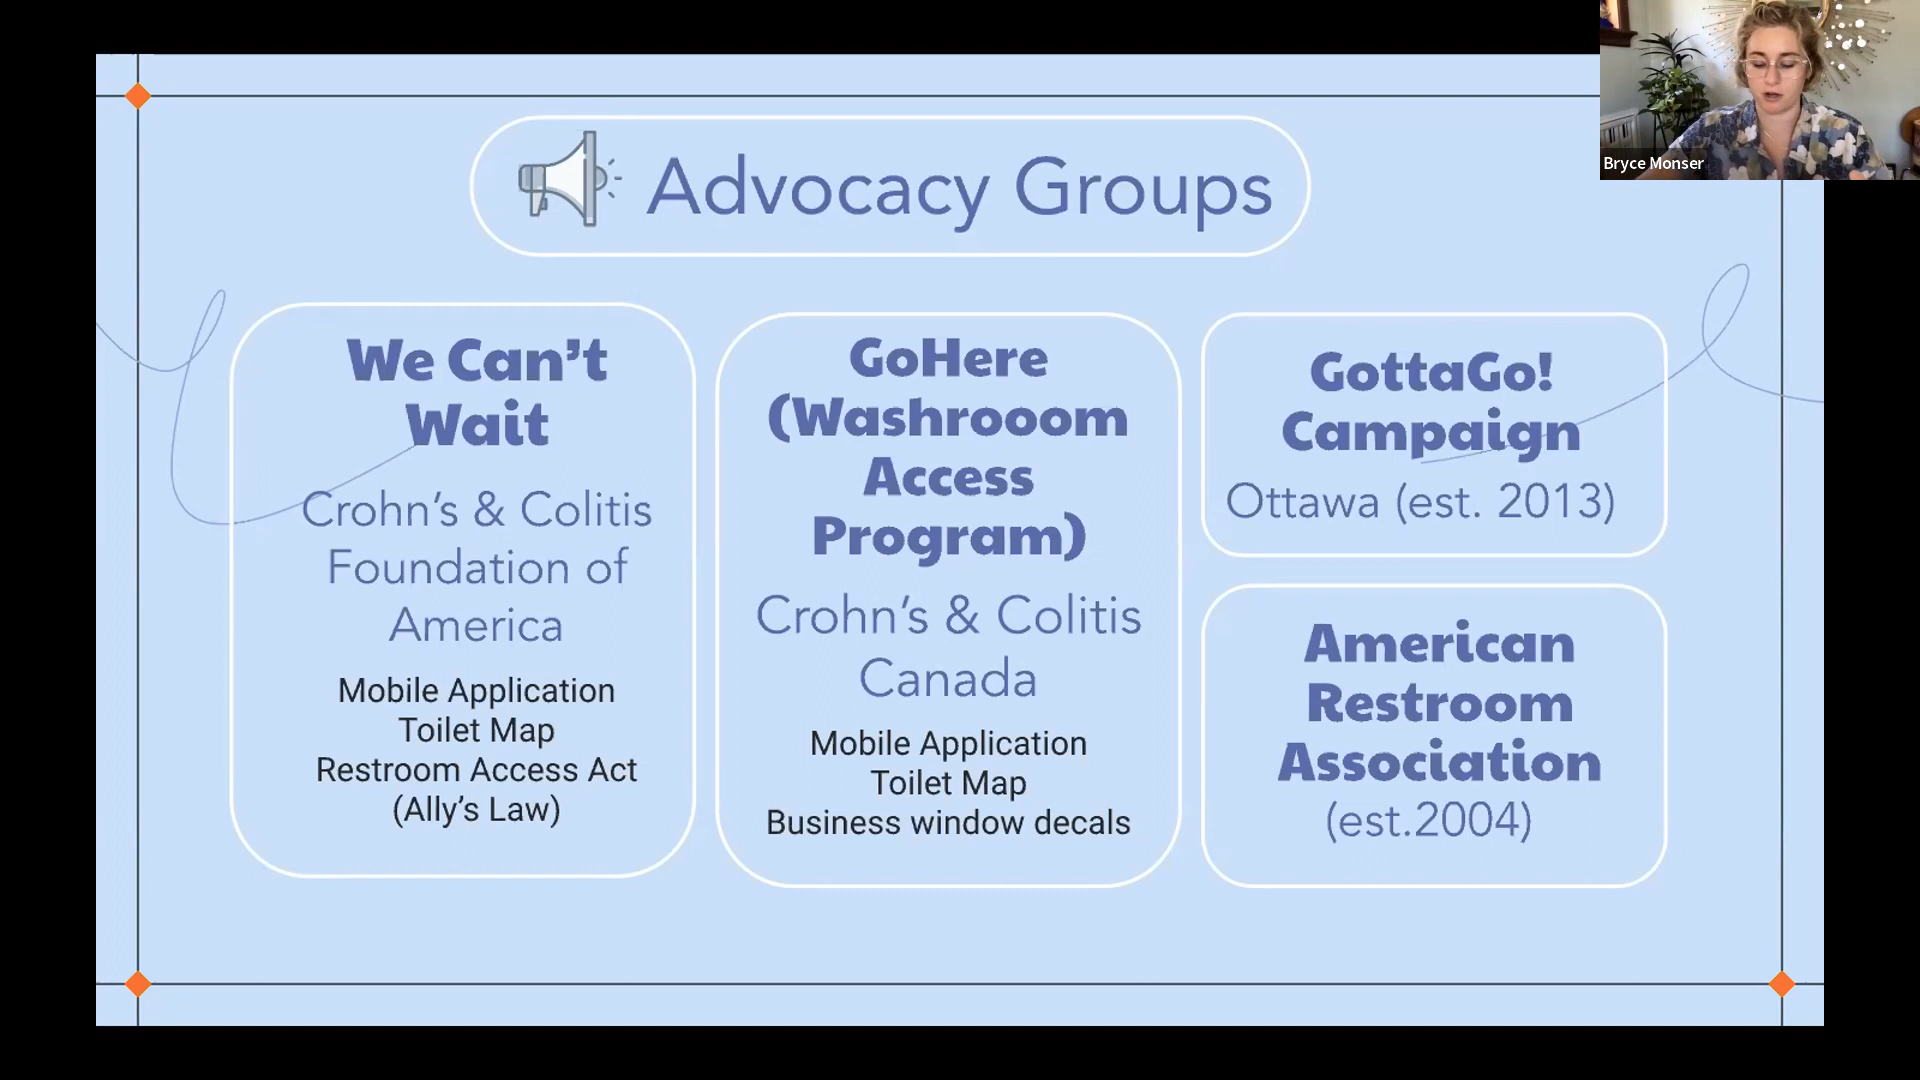 Bryce Monser
Advocacy Groups
We Can't
Wait
Crohn's & Colitis
Foundation of
America
Mobile Application
Toilet Map
Restroom Access Act
(Ally's Law)
GoHere
(Washrooom
Access
Program)
Crohn's & Colitis
Canada
Mobile Application
Toilet Map
Business window decals
GottaGo!
Campaign
Ottawa (est. 2013)
American
Restroom
Association
(est.2004)